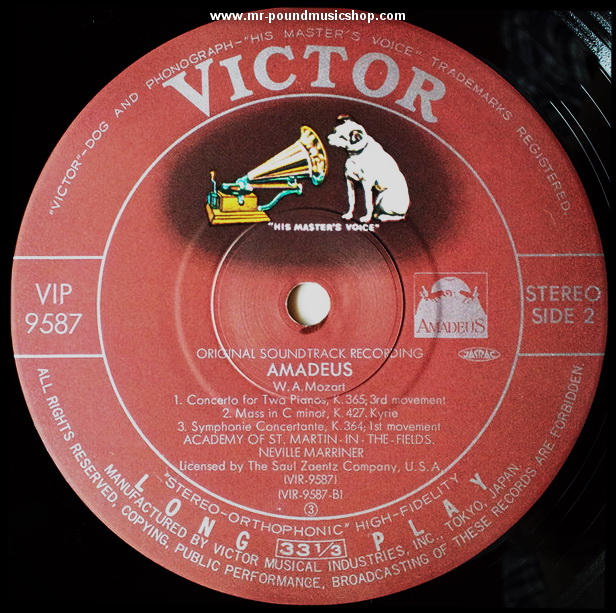 www.mr-poundmusicshop.com
"VICTOR"—DOG AND PHONOGRAPH—"HIS MASTER'S VOICE" TRADEMARKS REGISTERED.
VICTOR
"HIS MASTER'S VOICE"
VIP
9587
STEREO
SIDE 2
AMADEUS
JASRAC
ORIGINAL SOUNDTRACK RECORDING
AMADEUS
W.A.Mozart
1. Concerto for Two Pianos, K. 365; 3rd movement
2. Mass in C minor, K. 427. Kyrie
3. Symphonie Concertante, K.364; 1st movement
ACADEMY OF ST. MARTIN-IN-THE-FIELDS.
NEVILLE MARRINER
Licensed by The Saul Zaentz Company, U.S.A.
(VIR-9587)
(VIR-9587-B)
3
"STEREO-ORTHOPHONIC" HIGH-FIDELITY
LONG PLAY
33 1/3
MANUFACTURED BY VICTOR MUSICAL INDUSTRIES, INC., TOKYO, JAPAN.
ALL RIGHTS RESERVED, COPYING, PUBLIC PERFORMANCE, BROADCASTING OF THESE RECORDS ARE FORBIDDEN.